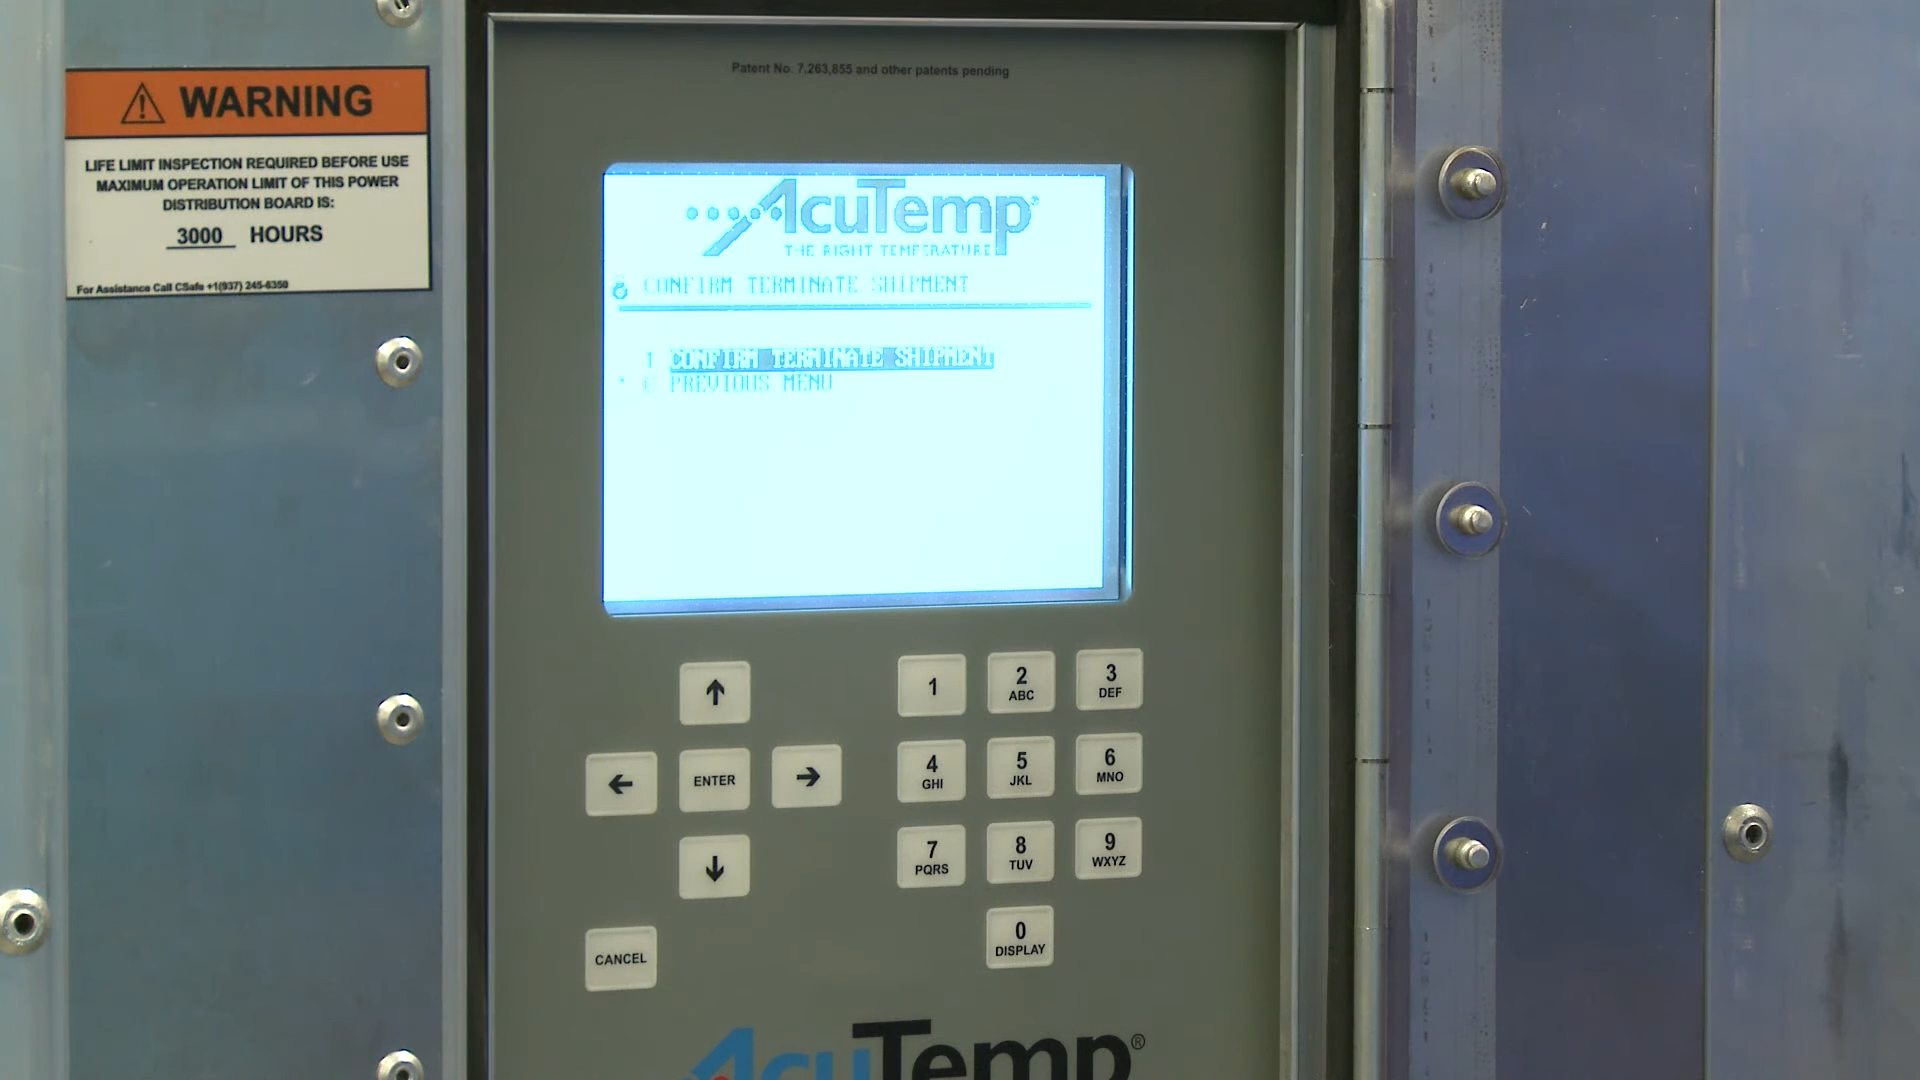 Patent No. 7,263,855 and other patents pending
WARNING
LIFE LIMIT INSPECTION REQUIRED BEFORE USE
MAXIMUM OPERATION LIMIT OF THIS POWER
DISTRIBUTION BOARD IS:
3000 HOURS
For Assistance Call CSafe +1(937) 245-6350
AcuTemp
THE RIGHT TEMPERATURE
CONFIRM TERMINATE SHIPMENT
1 CONFIRM TERMINATE SHIPMENT
PREVIOUS MENU
1
2 ABC
3 DEF
ENTER
4 GHI
5 JKL
6 MNO
7 PQRS
8 TUV
9 WXYZ
CANCEL
0 DISPLAY
AcuTemp®